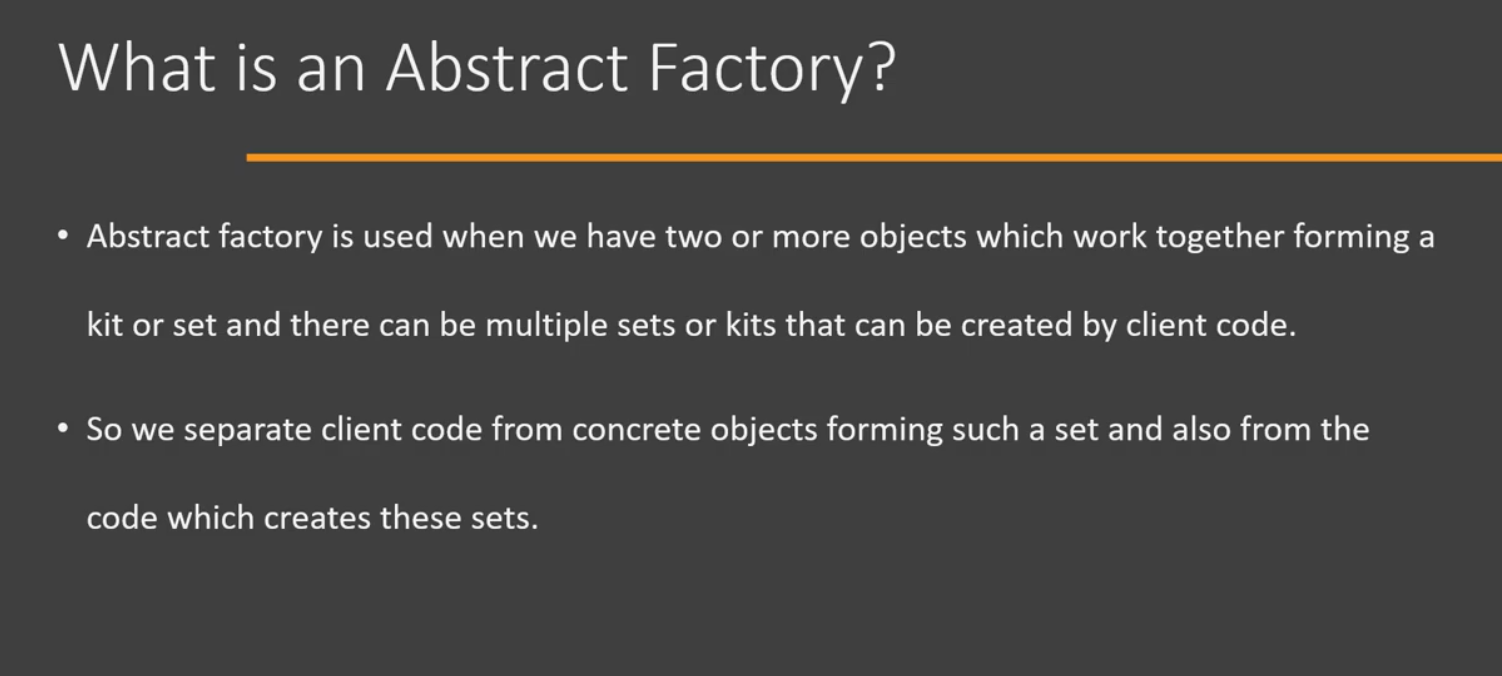 What is an Abstract Factory?
• Abstract factory is used when we have two or more objects which work together forming a
kit or set and there can be multiple sets or kits that can be created by client code.
• So we separate client code from concrete objects forming such a set and also from the
code which creates these sets.